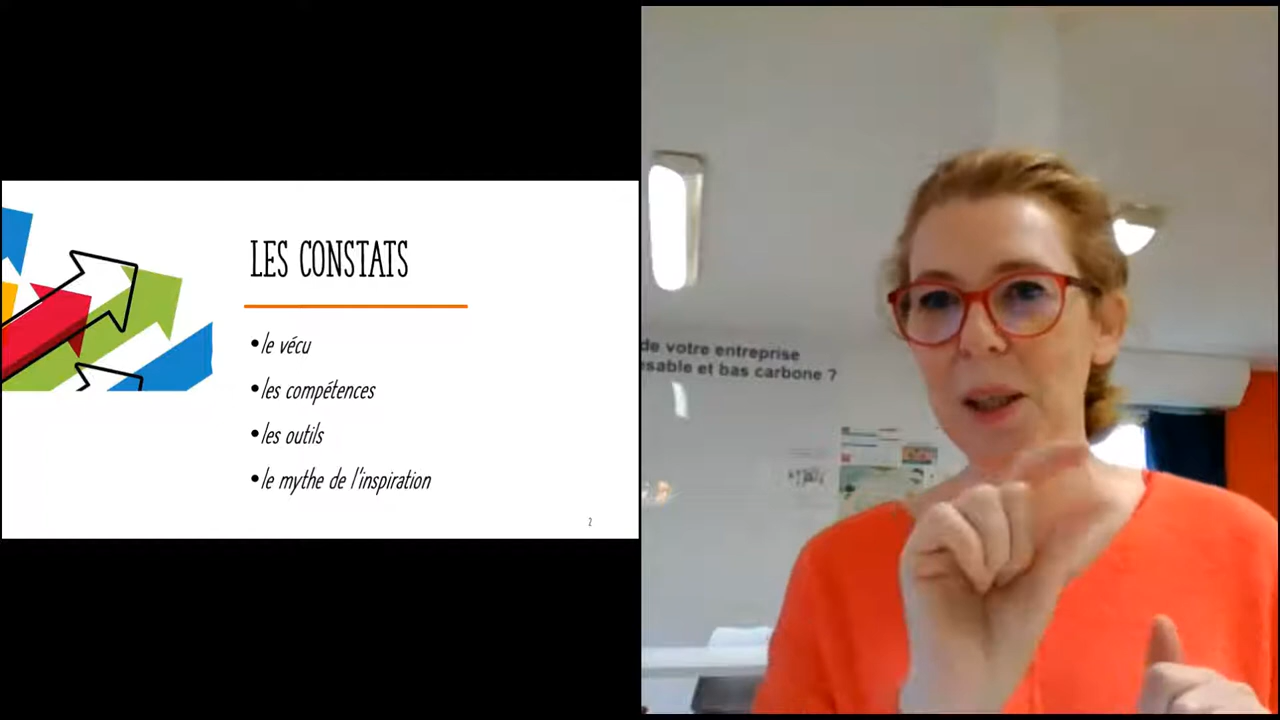 LES CONSTATS
• le vécu
• les compétences
• les outils
• le mythe de l'inspiration
2
de votre entreprise
sable et bas carbone ?